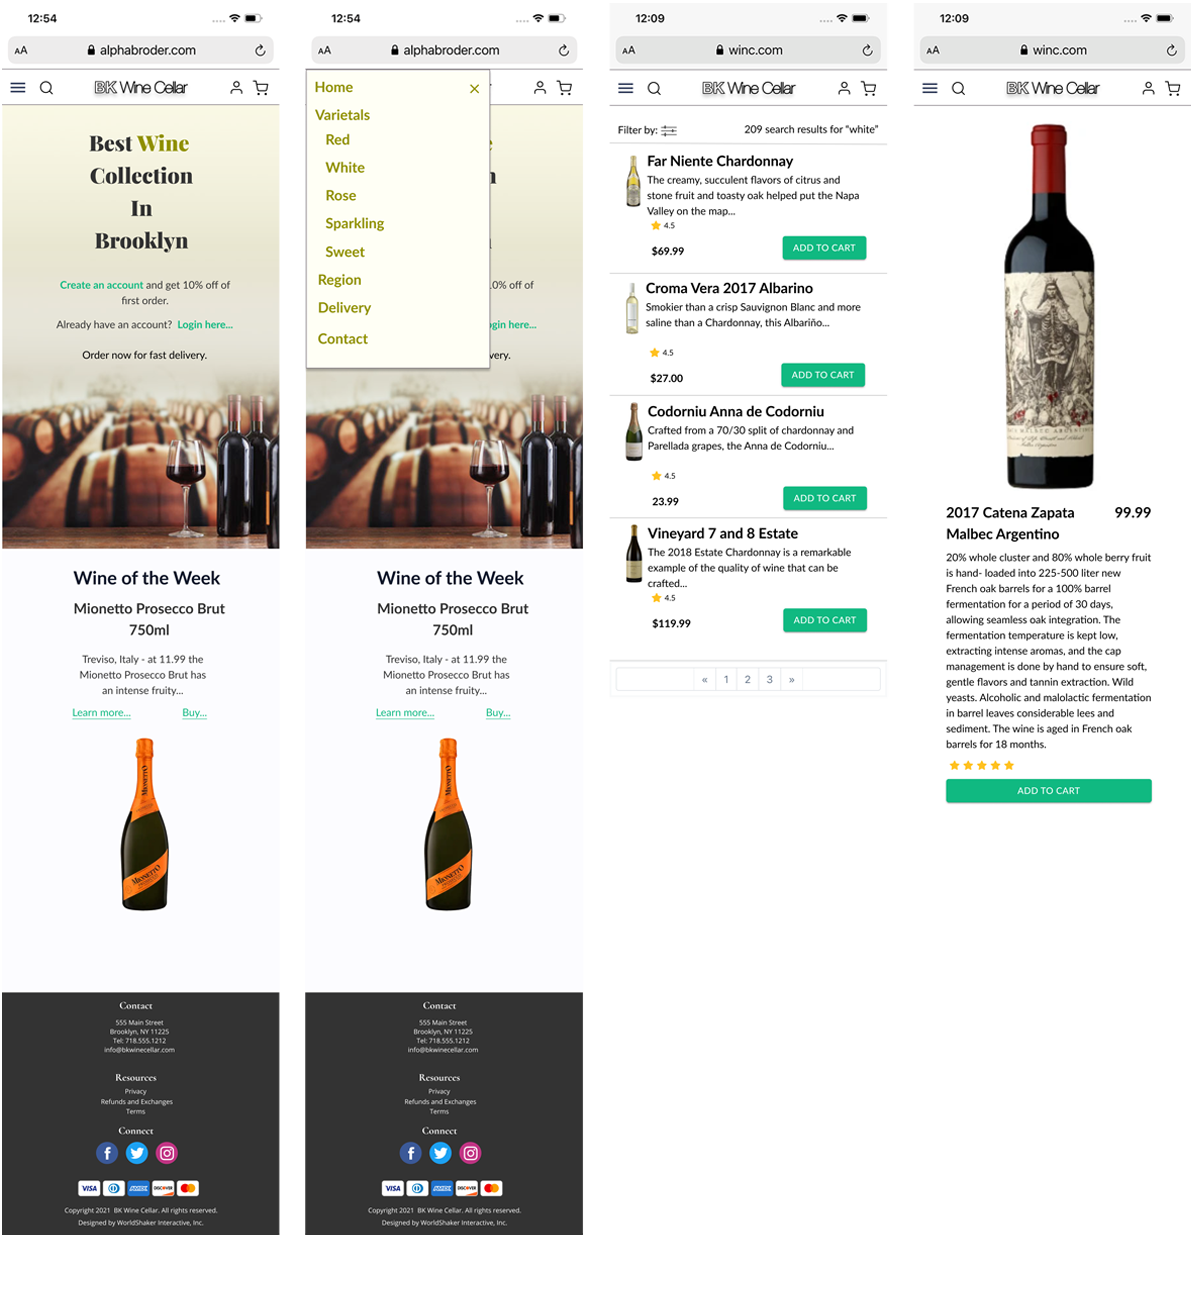 12:54
AA alphabroder.com
BK Wine Cellar
Best Wine
Collection
In
Brooklyn
Create an account and get 10% off of
first order.
Already have an account? Login here...
Order now for fast delivery.
Wine of the Week
Mionetto Prosecco Brut
750ml
Treviso, Italy - at 11.99 the
Mionetto Prosecco Brut has
an intense fruity...
Learn more... Buy...
MIONETTO
MIONETTO
Contact
555 Main Street
Brooklyn, NY 11225
Tel: 718.555.1212
info@bkwinecellar.com
Resources
Privacy
Refunds and Exchanges
Terms
Connect
VISA DISCOVER
Copyright 2021 BK Wine Cellar. All rights reserved.
Designed by WorldShaker Interactive, Inc.
12:54
AA alphabroder.com
Home
Varietals
Red
White
Rose
Sparkling
Sweet
Region
Delivery
Contact
0% off of
gin here...
very.
Wine of the Week
Mionetto Prosecco Brut
750ml
Treviso, Italy - at 11.99 the
Mionetto Prosecco Brut has
an intense fruity...
Learn more... Buy...
MIONETTO
MIONETTO
Contact
555 Main Street
Brooklyn, NY 11225
Tel: 718.555.1212
info@bkwinecellar.com
Resources
Privacy
Refunds and Exchanges
Terms
Connect
VISA DISCOVER
Copyright 2021 BK Wine Cellar. All rights reserved.
Designed by WorldShaker Interactive, Inc.
12:09
AA winc.com
BK Wine Cellar
Filter by: 209 search results for "white"
Far Niente Chardonnay
The creamy, succulent flavors of citrus and
stone fruit and toasty oak helped put the Napa
Valley on the map...
4.5
$69.99 ADD TO CART
Croma Vera 2017 Albarino
Smokier than a crisp Sauvignon Blanc and more
saline than a Chardonnay, this Albariño...
4.5
$27.00 ADD TO CART
Codorniu Anna de Codorniu
Crafted from a 70/30 split of chardonnay and
Parellada grapes, the Anna de Codorniu...
4.5
23.99 ADD TO CART
Vineyard 7 and 8 Estate
The 2018 Estate Chardonnay is a remarkable
example of the quality of wine that can be
crafted...
4.5
$119.99 ADD TO CART
« 1 2 3 »
12:09
AA winc.com
BK Wine Cellar
MALBEC ARGENTINO
2017 Catena Zapata 99.99
Malbec Argentino
20% whole cluster and 80% whole berry fruit
is hand- loaded into 225-500 liter new
French oak barrels for a 100% barrel
fermentation for a period of 30 days,
allowing seamless oak integration. The
fermentation temperature is kept low,
extracting intense aromas, and the cap
management is done by hand to ensure soft,
gentle flavors and tannin extraction. Wild
yeasts. Alcoholic and malolactic fermentation
in barrel leaves considerable lees and
sediment. The wine is aged in French oak
barrels for 18 months.
ADD TO CART